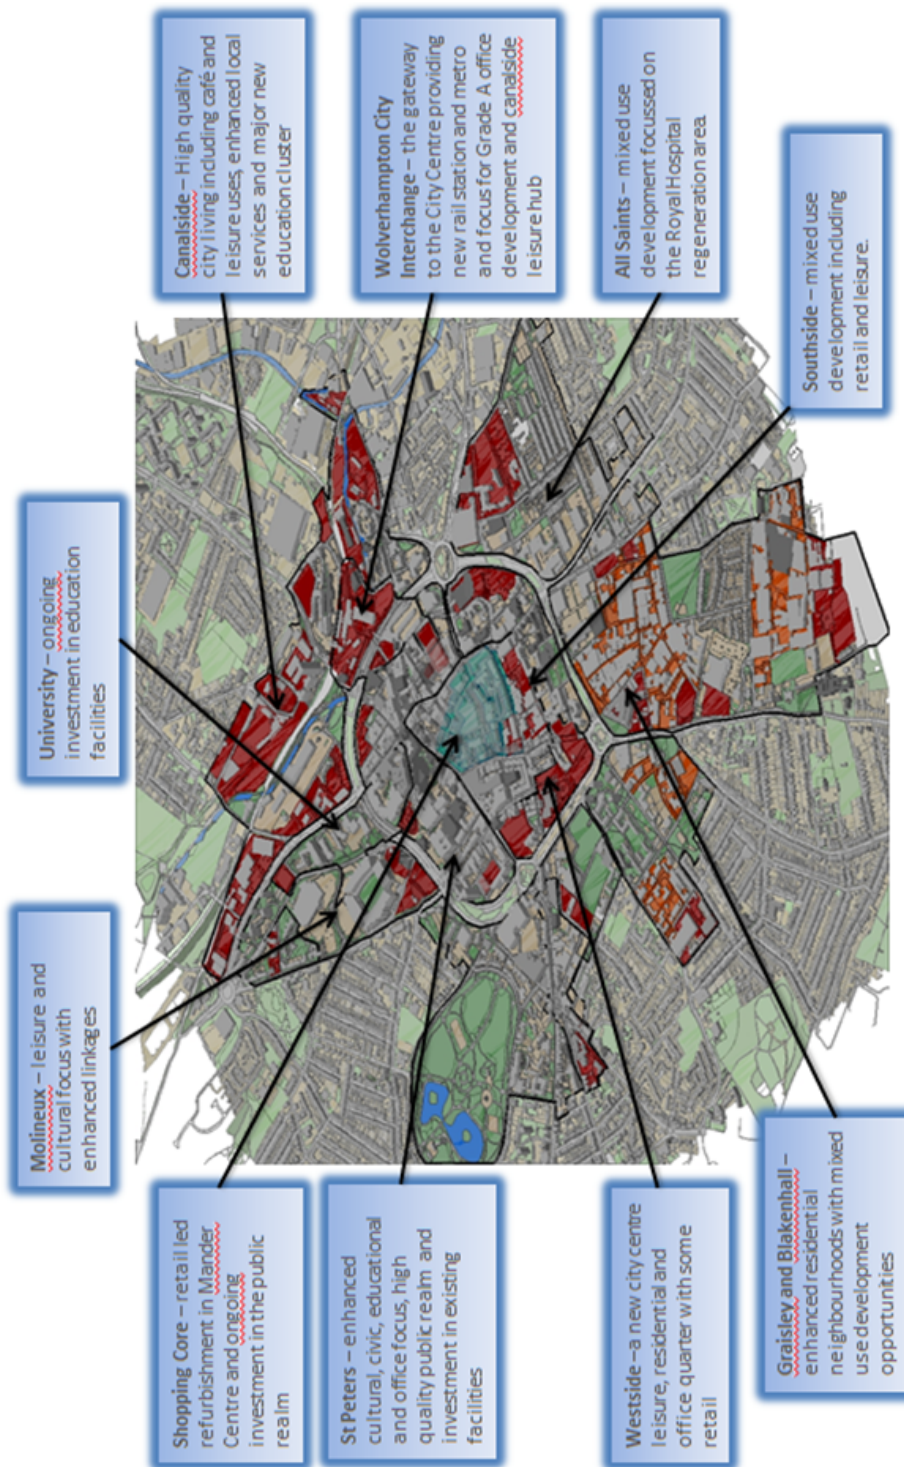 Molineux – leisure and
cultural focus with
enhanced linkages
University – ongoing
investment in education
facilities
Shopping Core – retail led
refurbishment in Mander
Centre and ongoing
investment in the public
realm
Canalside – High quality
city living including café and
leisure uses, enhanced local
services and major new
education cluster
St Peters – enhanced
cultural, civic, educational
and office focus, high
quality public realm and
investment in existing
facilities
Wolverhampton City
Interchange – the gateway
to the City Centre providing
new rail station and metro
and focus for Grade A office
development and canalside
leisure hub
Westside – a new city centre
leisure, residential and
office quarter with some
retail
All Saints – mixed use
development focussed on
the Royal Hospital
regeneration area.
Graisley and Blakenhall –
enhanced residential
neighbourhoods with mixed
use development
opportunities
Southside – mixed use
development including
retail and leisure.